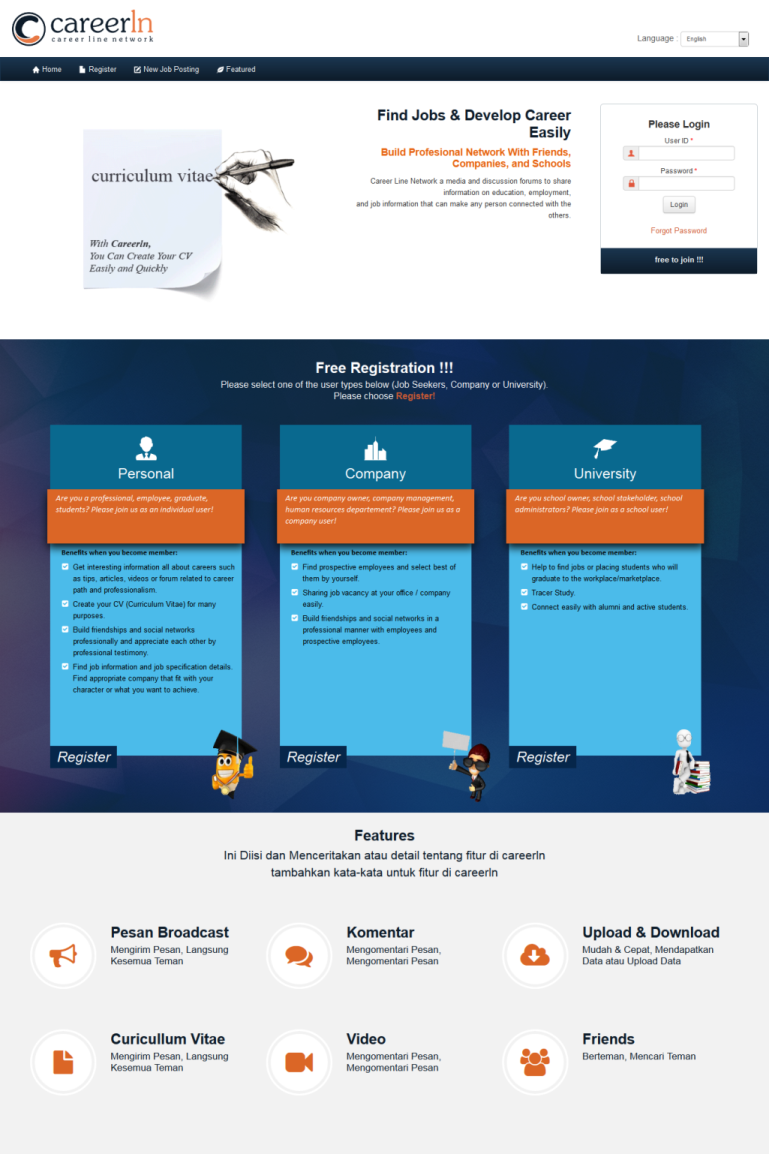 careerln
career line network
Language :
English
Home
Register
New Job Posting
Featured
curriculum vitae
With Careerln,
You Can Create Your CV
Easily and Quickly
Find Jobs & Develop Career
Easily
Build Profesional Network With Friends,
Companies, and Schools
Career Line Network a media and discussion forums to share
information on education, employment,
and job information that can make any person connected with the
others.
Please Login
User ID *
Password *
Login
Forgot Password
free to join !!!
Free Registration !!!
Please select one of the user types below (Job Seekers, Company or University).
Please choose Register!
Personal
Are you a professional, employee, graduate,
students? Please join us as an individual user!
Benefits when you become member:
Get interesting information all about careers such
as tips, articles, videos or forum related to career
path and professionalism.
Create your CV (Curriculum Vitae) for many
purposes.
Build friendships and social networks
professionally and appreciate each other by
professional testimony.
Find job information and job specification details.
Find appropriate company that fit with your
character or what you want to achieve.
Register
Company
Are you company owner, company management,
human resources departement? Please join us as a
company user!
Benefits when you become member:
Find prospective employees and select best of
them by yourself.
Sharing job vacancy at your office / company
easily.
Build friendships and social networks in a
professional manner with employees and
prospective employees.
Register
University
Are you school owner, school stakeholder, school
administrators? Please join as a school user!
Benefits when you become member:
Help to find jobs or placing students who will
graduate to the workplace/marketplace.
Tracer Study.
Connect easily with alumni and active students.
Register
Features
Ini Diisi dan Menceritakan atau detail tentang fitur di careerln
tambahkan kata-kata untuk fitur di careerln
Pesan Broadcast
Mengirim Pesan, Langsung
Kesemua Teman
Komentar
Mengomentari Pesan,
Mengomentari Pesan
Upload & Download
Mudah & Cepat, Mendapatkan
Data atau Upload Data
Curicullum Vitae
Mengirim Pesan, Langsung
Kesemua Teman
Video
Mengomentari Pesan,
Mengomentari Pesan
Friends
Berteman, Mencari Teman